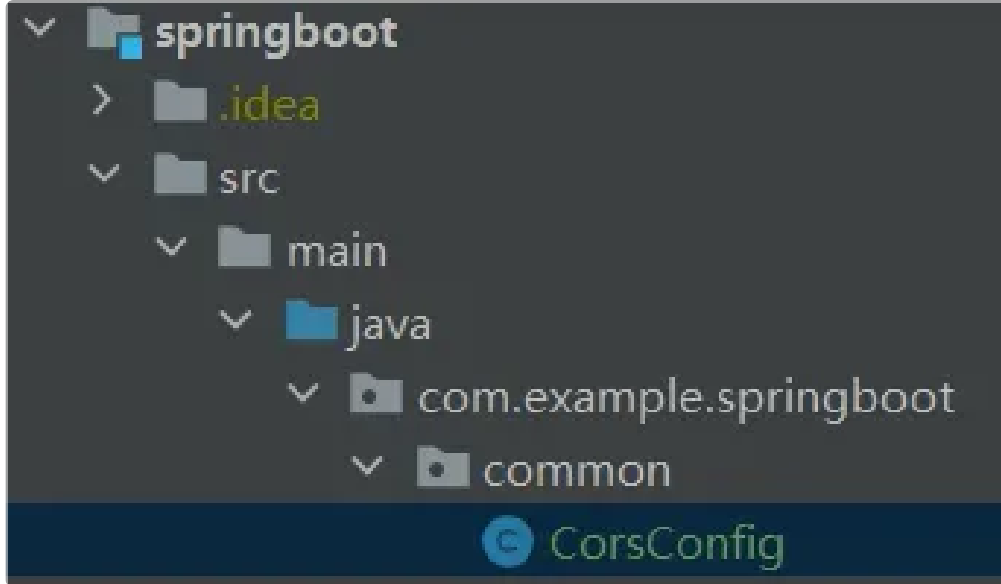 springboot
.idea
src
main
java
com.example.springboot
common
C CorsConfig